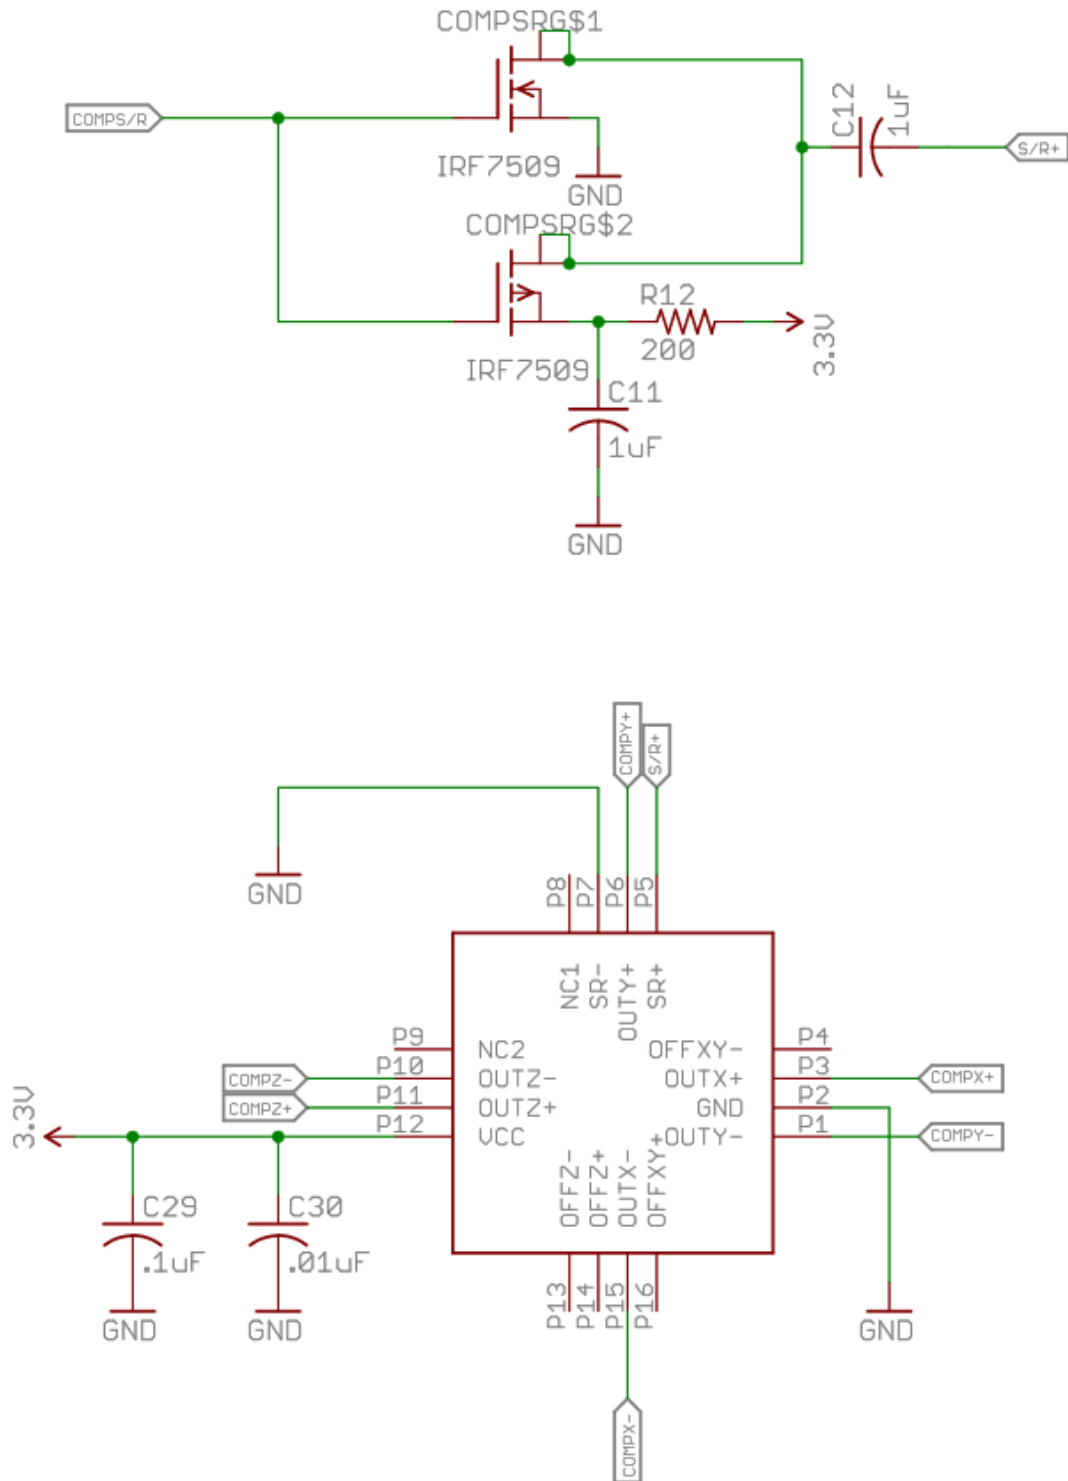 COMPSRG$1
COMPS/R
C12
1uF
S/R+
IRF7509
GND
COMPSRG$2
R12
200
3.3V
IRF7509
C11
1uF
GND
COMPY+
S/R+
GND
P8
P7
P6
P5
NC1
SR-
OUTY+
SR+
P9
NC2
OFFXY-
P4
COMPZ-
P10
OUTZ-
OUTX+
P3
COMPX+
COMPZ+
P11
OUTZ+
GND
P2
3.3V
P12
VCC
OUTY-
P1
COMPY-
OFFZ-
OFFZ+
OUTX-
OFFXY+
C29
.1uF
C30
.01uF
P13
P14
P15
P16
GND
GND
GND
COMPX-